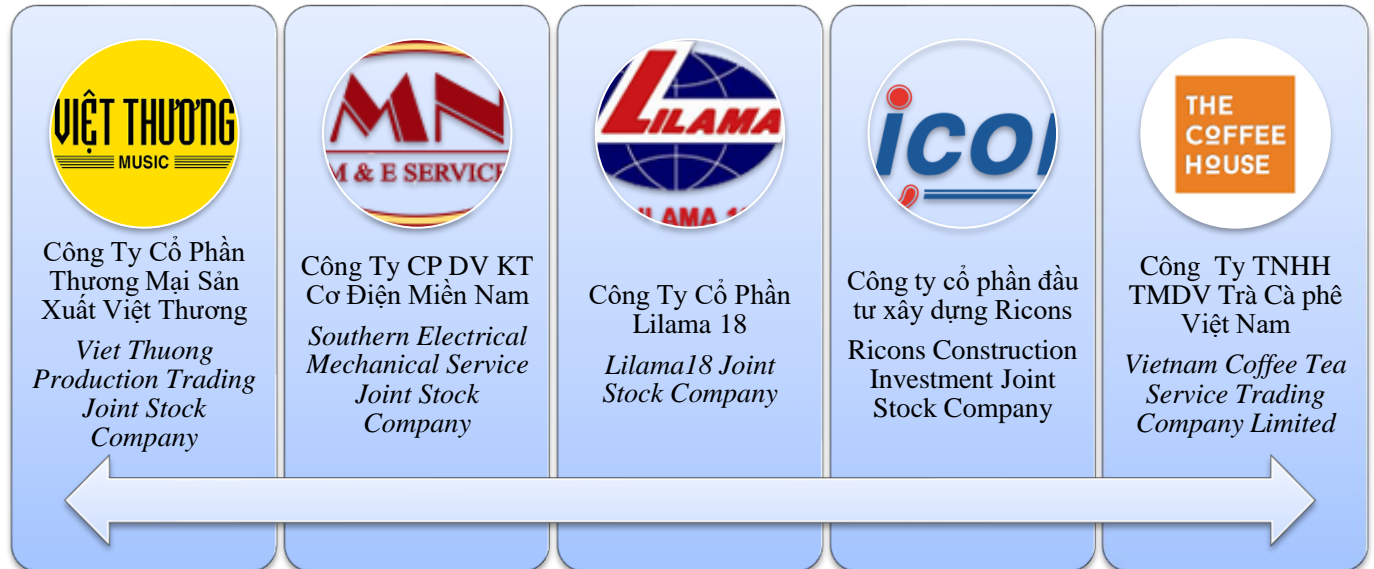 VIỆT THƯƠNG
MUSIC
Công Ty Cổ Phần
Thương Mại Sản
Xuất Việt Thương
Viet Thuong
Production Trading
Joint Stock
Company
MN
M & E SERVICE
Công Ty CP DV KT
Cơ Điện Miền Nam
Southern Electrical
Mechanical Service
Joint Stock
Company
LILAMA
LILAMA 18
Công Ty Cổ Phần
Lilama 18
Lilama18 Joint
Stock Company
icon
Công ty cổ phần đầu
tư xây dựng Ricons
Ricons Construction
Investment Joint
Stock Company
THE
COFFEE
HOUSE
Công Ty TNHH
TMDV Trà Cà phê
Việt Nam
Vietnam Coffee Tea
Service Trading
Company Limited